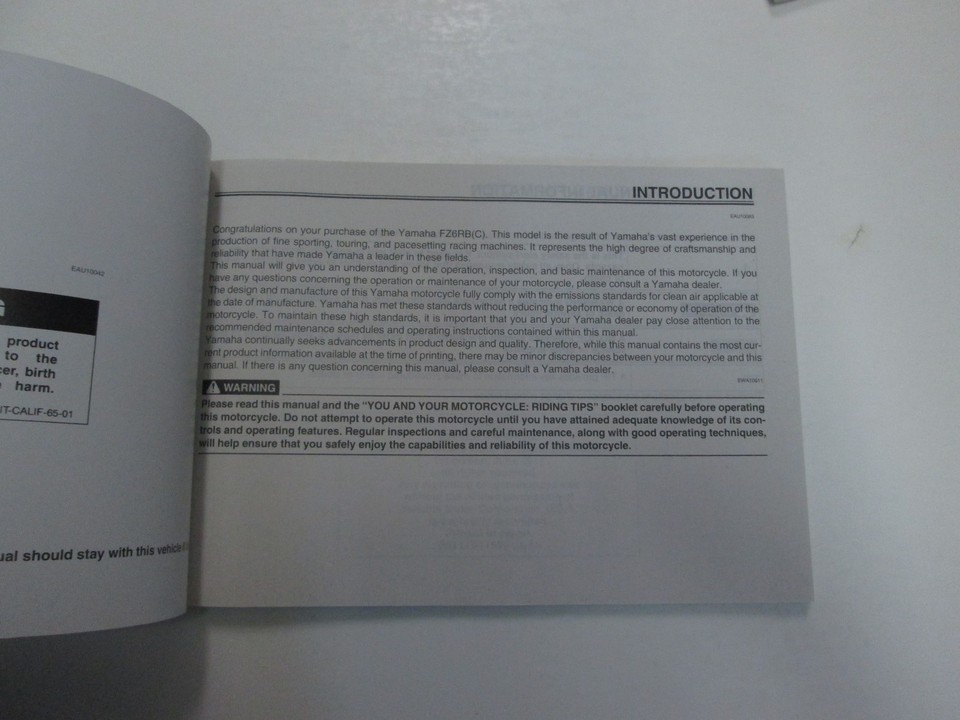 EAU10042
product
to the
cer, birth
harm.
IT-CALIF-65-01
ual should stay with this vehicle
INTRODUCTION
Congratulations on your purchase of the Yamaha FZ6RB(C). This model is the result of Yamaha's vast experience in the
production of fine sporting, touring, and pacesetting racing machines. It represents the high degree of craftsmanship and
reliability that have made Yamaha a leader in these fields.
This manual will give you an understanding of the operation, inspection, and basic maintenance of this motorcycle. If you
have any questions concerning the operation or maintenance of your motorcycle, please consult a Yamaha dealer.
The design and manufacture of this Yamaha motorcycle fully comply with the emissions standards for clean air applicable at
the date of manufacture. Yamaha has met these standards without reducing the performance or economy of operation of the
motorcycle. To maintain these high standards, it is important that you and your Yamaha dealer pay close attention to the
recommended maintenance schedules and operating instructions contained within this manual.
Yamaha continually seeks advancements in product design and quality. Therefore, while this manual contains the most cur-
rent product information available at the time of printing, there may be minor discrepancies between your motorcycle and this
manual. If there is any question concerning this manual, please consult a Yamaha dealer.
WARNING
Please read this manual and the "YOU AND YOUR MOTORCYCLE: RIDING TIPS" booklet carefully before operating
this motorcycle. Do not attempt to operate this motorcycle until you have attained adequate knowledge of its con-
trols and operating features. Regular inspections and careful maintenance, along with good operating techniques,
will help ensure that you safely enjoy the capabilities and reliability of this motorcycle.